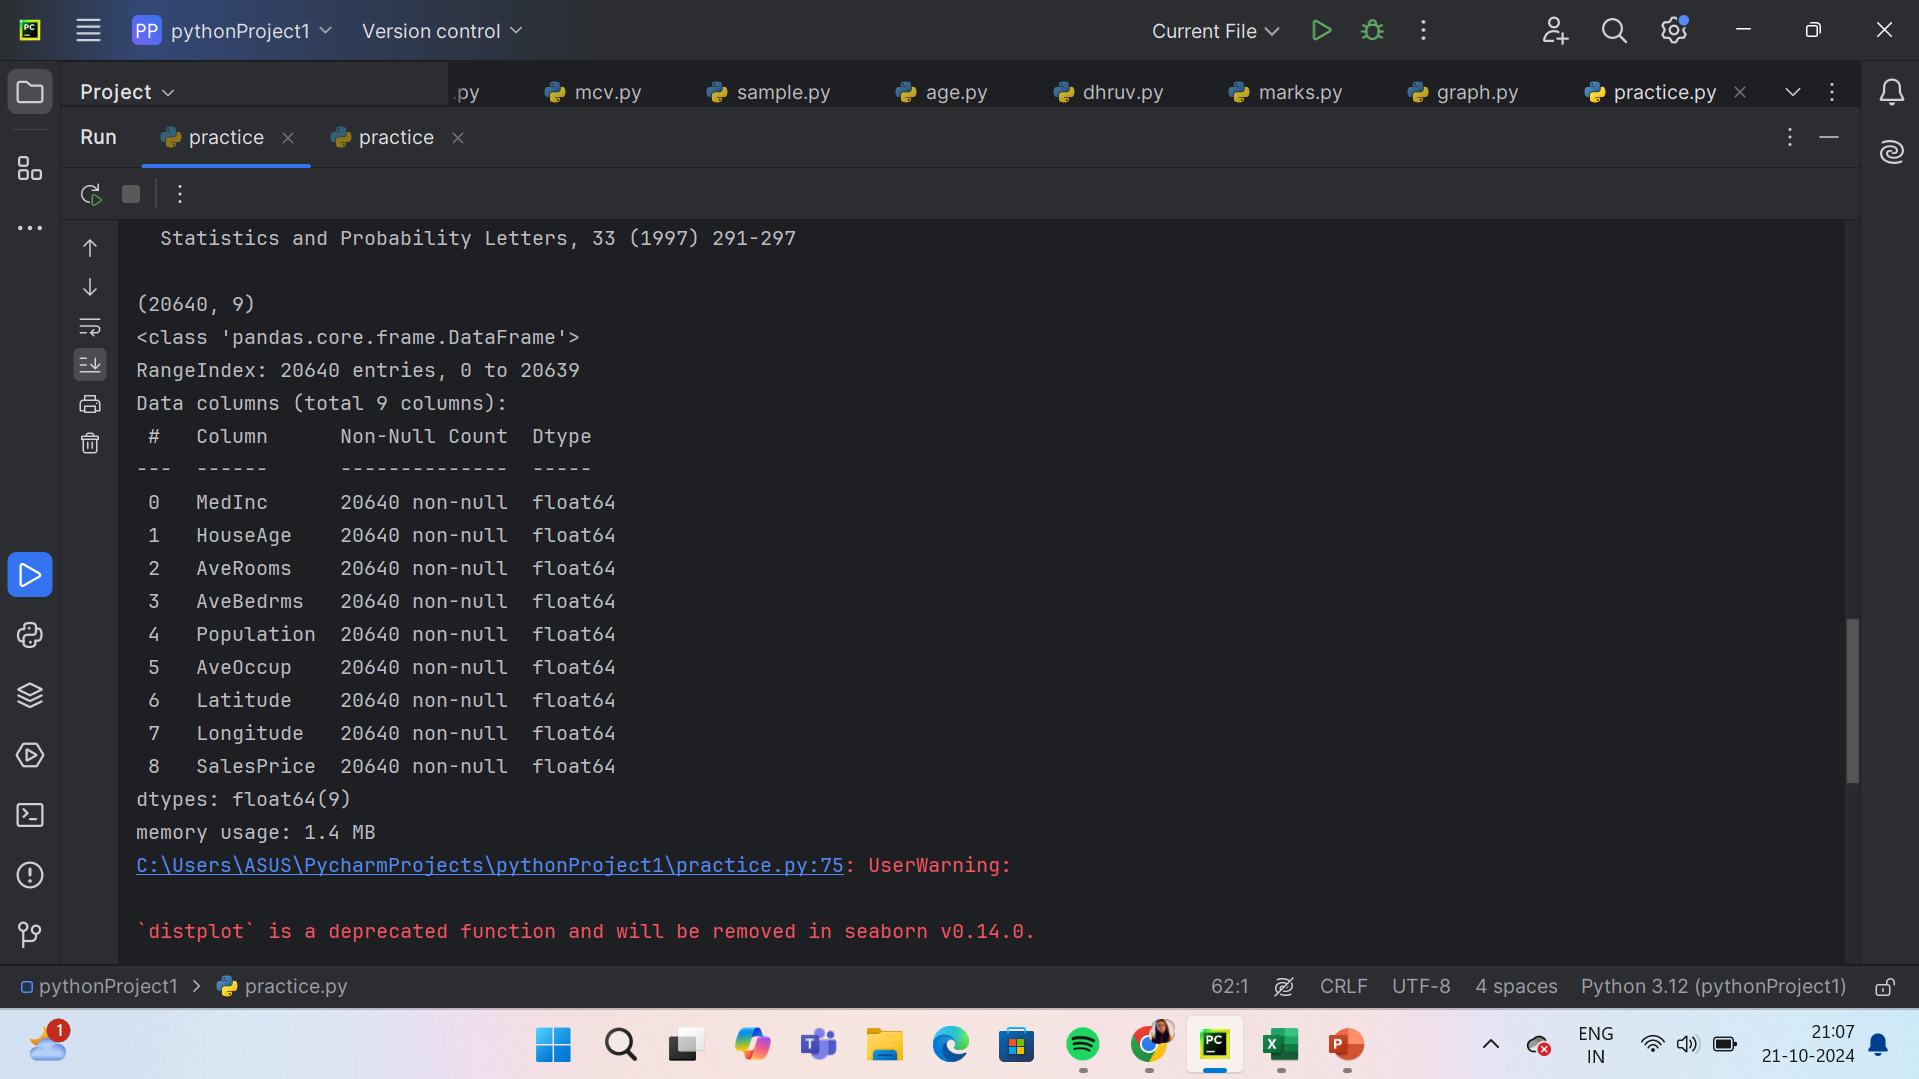 PC PP pythonProject1 Version control Current File
Project .py mcv.py sample.py age.py dhruv.py marks.py graph.py practice.py
Run practice practice
Statistics and Probability Letters, 33 (1997) 291-297
(20640, 9)
<class 'pandas.core.frame.DataFrame'>
RangeIndex: 20640 entries, 0 to 20639
Data columns (total 9 columns):
#   Column      Non-Null Count  Dtype
---  ------      --------------  -----
0   MedInc      20640 non-null  float64
1   HouseAge    20640 non-null  float64
2   AveRooms    20640 non-null  float64
3   AveBedrms   20640 non-null  float64
4   Population  20640 non-null  float64
5   AveOccup    20640 non-null  float64
6   Latitude    20640 non-null  float64
7   Longitude   20640 non-null  float64
8   SalesPrice  20640 non-null  float64
dtypes: float64(9)
memory usage: 1.4 MB
C:\Users\ASUS\PycharmProjects\pythonProject1\practice.py:75: UserWarning:
`distplot` is a deprecated function and will be removed in seaborn v0.14.0.
pythonProject1 > practice.py 62:1 CRLF UTF-8 4 spaces Python 3.12 (pythonProject1)
1 T PC X P ENG 21:07
IN 21-10-2024